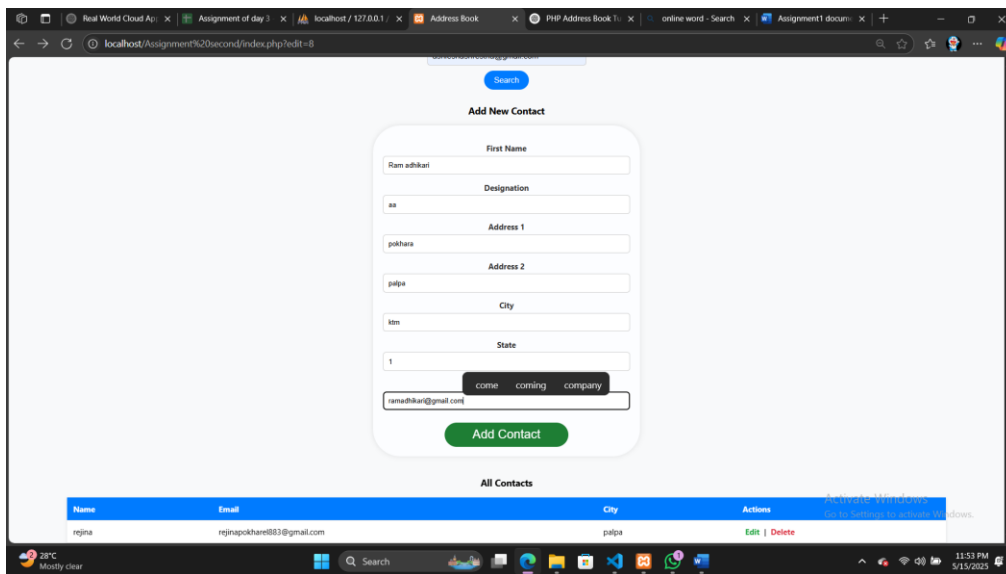 Real World Cloud Ap
Assignment of day 3
localhost / 127.0.0.1 /
Address Book
PHP Address Book Tu
online word - Search
Assignment1 docum
localhost/Assignment%20second/index.php?edit=8
Search
Add New Contact
First Name
Ram adhikari
Designation
aa
Address 1
pokhara
Address 2
palpa
City
ktm
State
1
come coming company
ramadhikari@gmail.com
Add Contact
All Contacts
Name Email City Actions
rejina rejinapokharel883@gmail.com palpa Edit | Delete
Activate Windows
Go to Settings to activate Windows.
2
28°C
Mostly clear
Search
11:53 PM
5/15/2025